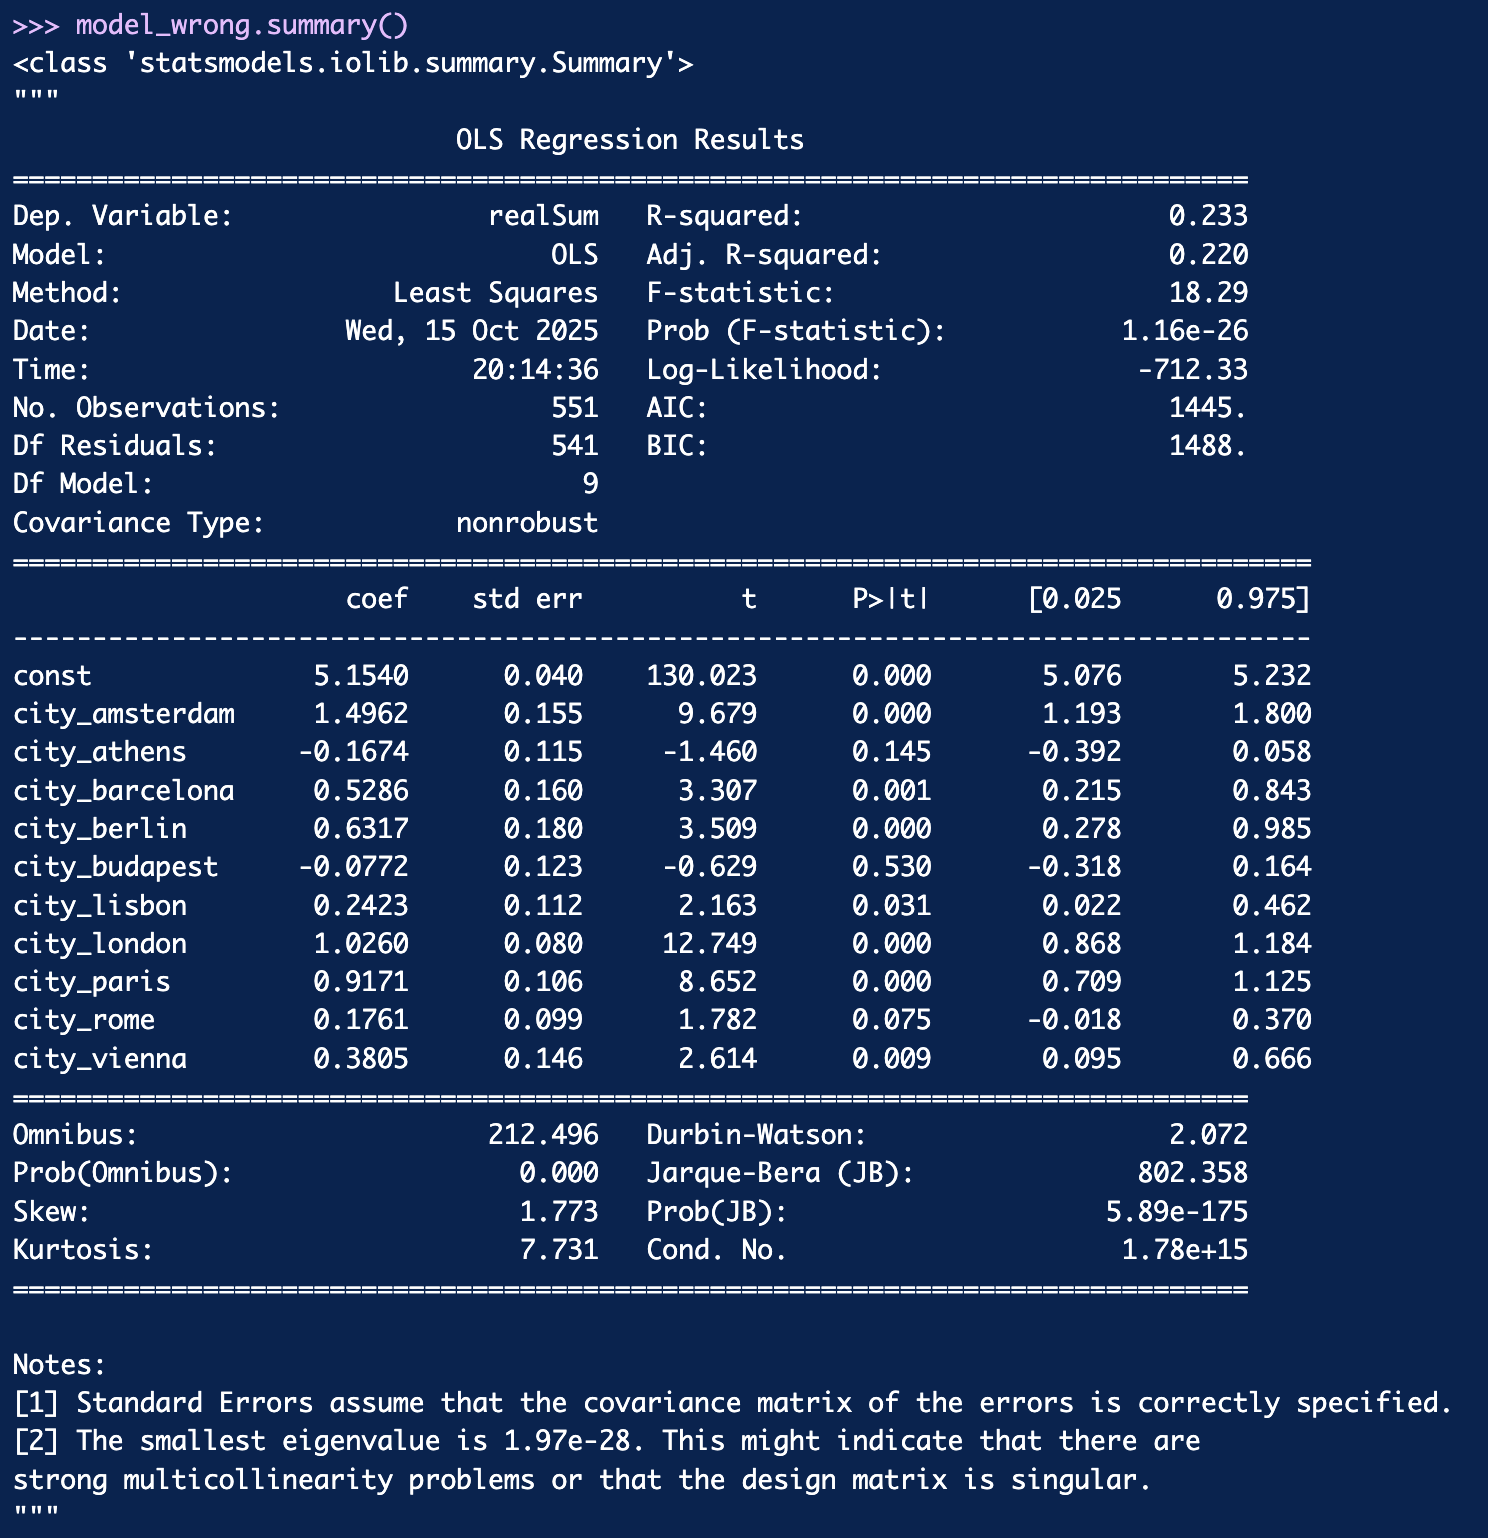 >>> model_wrong.summary()
<class 'statsmodels.iolib.summary.Summary'>
"""
                            OLS Regression Results
==============================================================================
Dep. Variable:                realSum   R-squared:                       0.233
Model:                            OLS   Adj. R-squared:                  0.220
Method:                 Least Squares   F-statistic:                     18.29
Date:                Wed, 15 Oct 2025   Prob (F-statistic):           1.16e-26
Time:                        20:14:36   Log-Likelihood:                -712.33
No. Observations:                 551   AIC:                             1445.
Df Residuals:                     541   BIC:                             1488.
Df Model:                           9
Covariance Type:            nonrobust
==================================================================================
                     coef    std err          t      P>|t|      [0.025      0.975]
----------------------------------------------------------------------------------
const              5.1540      0.040    130.023      0.000       5.076       5.232
city_amsterdam     1.4962      0.155      9.679      0.000       1.193       1.800
city_athens       -0.1674      0.115     -1.460      0.145      -0.392       0.058
city_barcelona     0.5286      0.160      3.307      0.001       0.215       0.843
city_berlin        0.6317      0.180      3.509      0.000       0.278       0.985
city_budapest     -0.0772      0.123     -0.629      0.530      -0.318       0.164
city_lisbon        0.2423      0.112      2.163      0.031       0.022       0.462
city_london        1.0260      0.080     12.749      0.000       0.868       1.184
city_paris         0.9171      0.106      8.652      0.000       0.709       1.125
city_rome          0.1761      0.099      1.782      0.075      -0.018       0.370
city_vienna        0.3805      0.146      2.614      0.009       0.095       0.666
==============================================================================
Omnibus:                      212.496   Durbin-Watson:                   2.072
Prob(Omnibus):                  0.000   Jarque-Bera (JB):              802.358
Skew:                           1.773   Prob(JB):                    5.89e-175
Kurtosis:                       7.731   Cond. No.                     1.78e+15
==============================================================================

Notes:
[1] Standard Errors assume that the covariance matrix of the errors is correctly specified.
[2] The smallest eigenvalue is 1.97e-28. This might indicate that there are
strong multicollinearity problems or that the design matrix is singular.
"""